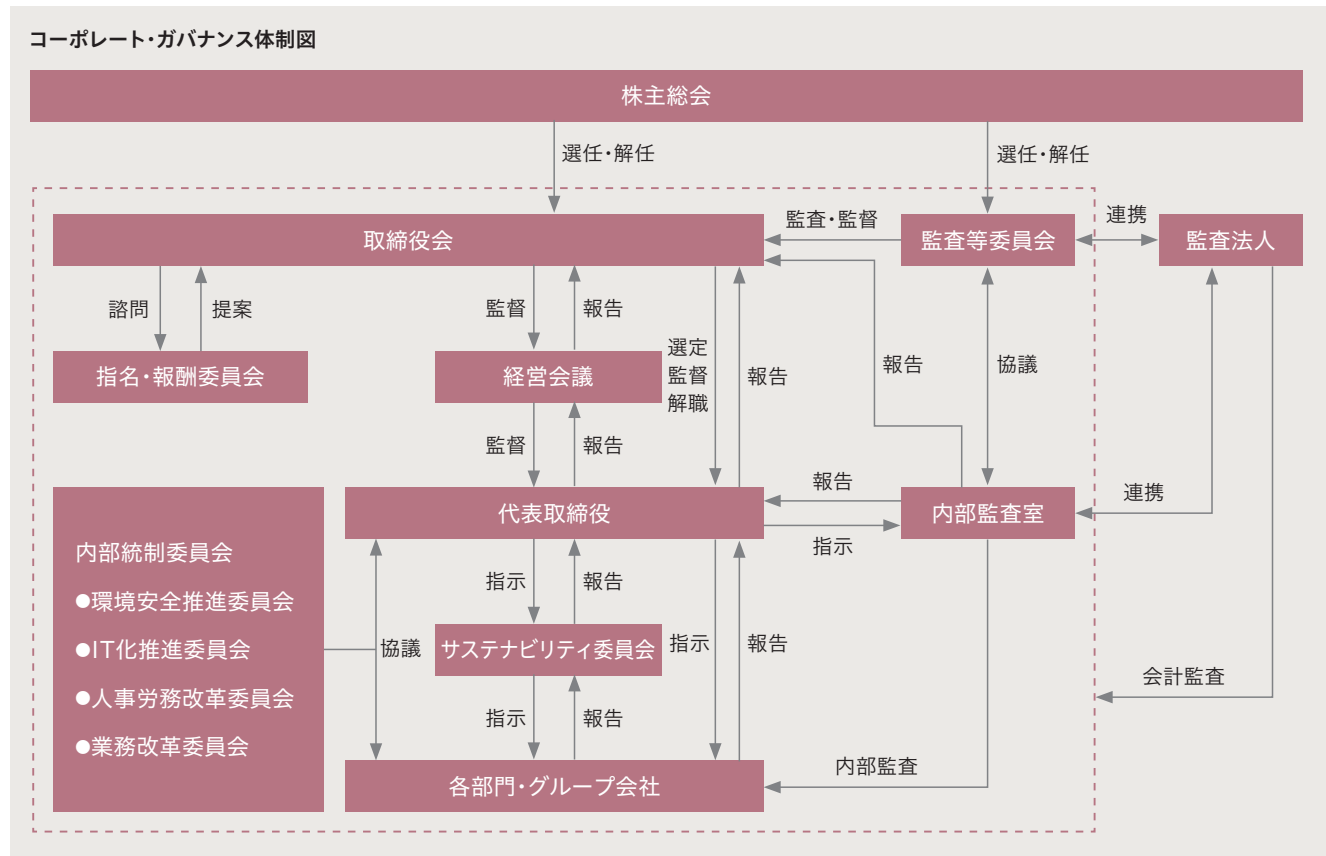 コーポレート・ガバナンス体制図
株主総会
選任・解任
選任・解任
取締役会
監査・監督
監査等委員会
連携
監査法人
諮問
提案
監督
報告
選定
監督
解職
報告
報告
協議
指名・報酬委員会
経営会議
監督
報告
代表取締役
報告
指示
内部監査室
連携
内部統制委員会
●環境安全推進委員会
●IT化推進委員会
●人事労務改革委員会
●業務改革委員会
協議
指示
報告
サステナビリティ委員会
指示
報告
指示
報告
会計監査
各部門・グループ会社
内部監査